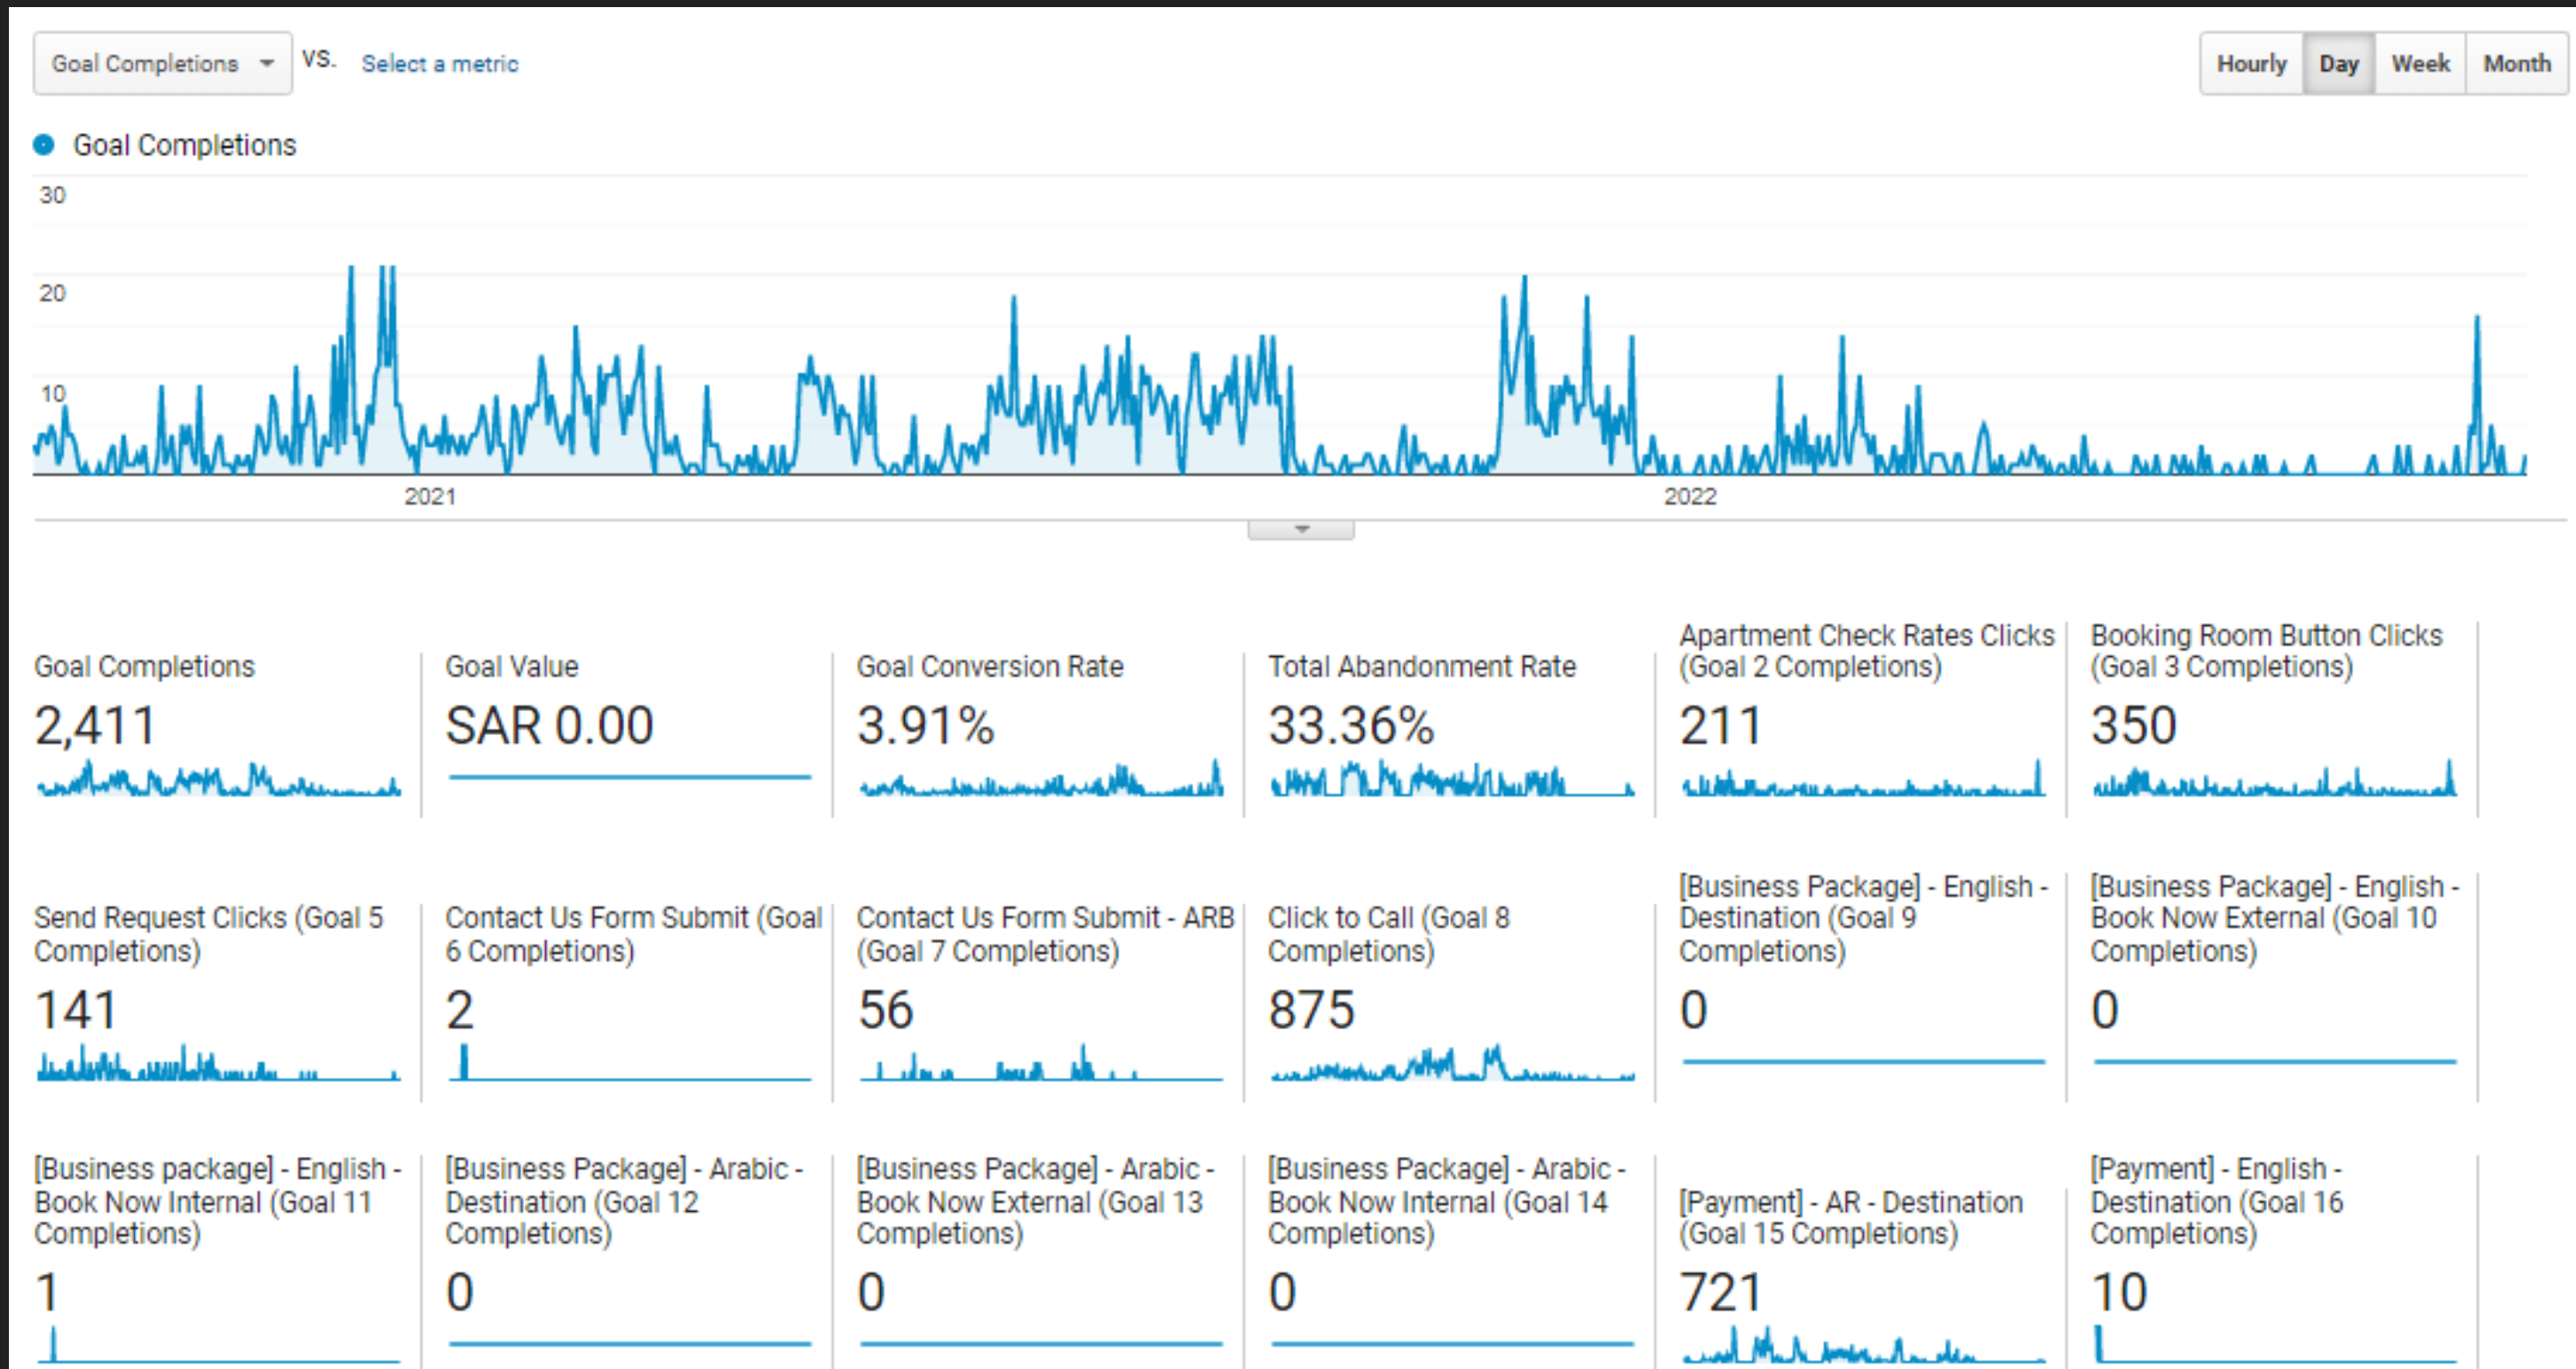 Goal Completions VS. Select a metric
Hourly Day Week Month
Goal Completions
30
20
10
2021 2022
Goal Completions
2,411
Goal Value
SAR 0.00
Goal Conversion Rate
3.91%
Total Abandonment Rate
33.36%
Apartment Check Rates Clicks
(Goal 2 Completions)
211
Booking Room Button Clicks
(Goal 3 Completions)
350
Send Request Clicks (Goal 5
Completions)
141
Contact Us Form Submit (Goal
6 Completions)
2
Contact Us Form Submit - ARB
(Goal 7 Completions)
56
Click to Call (Goal 8
Completions)
875
[Business Package] - English -
Destination (Goal 9
Completions)
0
[Business Package] - English -
Book Now External (Goal 10
Completions)
0
[Business package] - English -
Book Now Internal (Goal 11
Completions)
1
[Business Package] - Arabic -
Destination (Goal 12
Completions)
0
[Business Package] - Arabic -
Book Now External (Goal 13
Completions)
0
[Business Package] - Arabic -
Book Now Internal (Goal 14
Completions)
0
[Payment] - AR - Destination
(Goal 15 Completions)
721
[Payment] - English -
Destination (Goal 16
Completions)
10